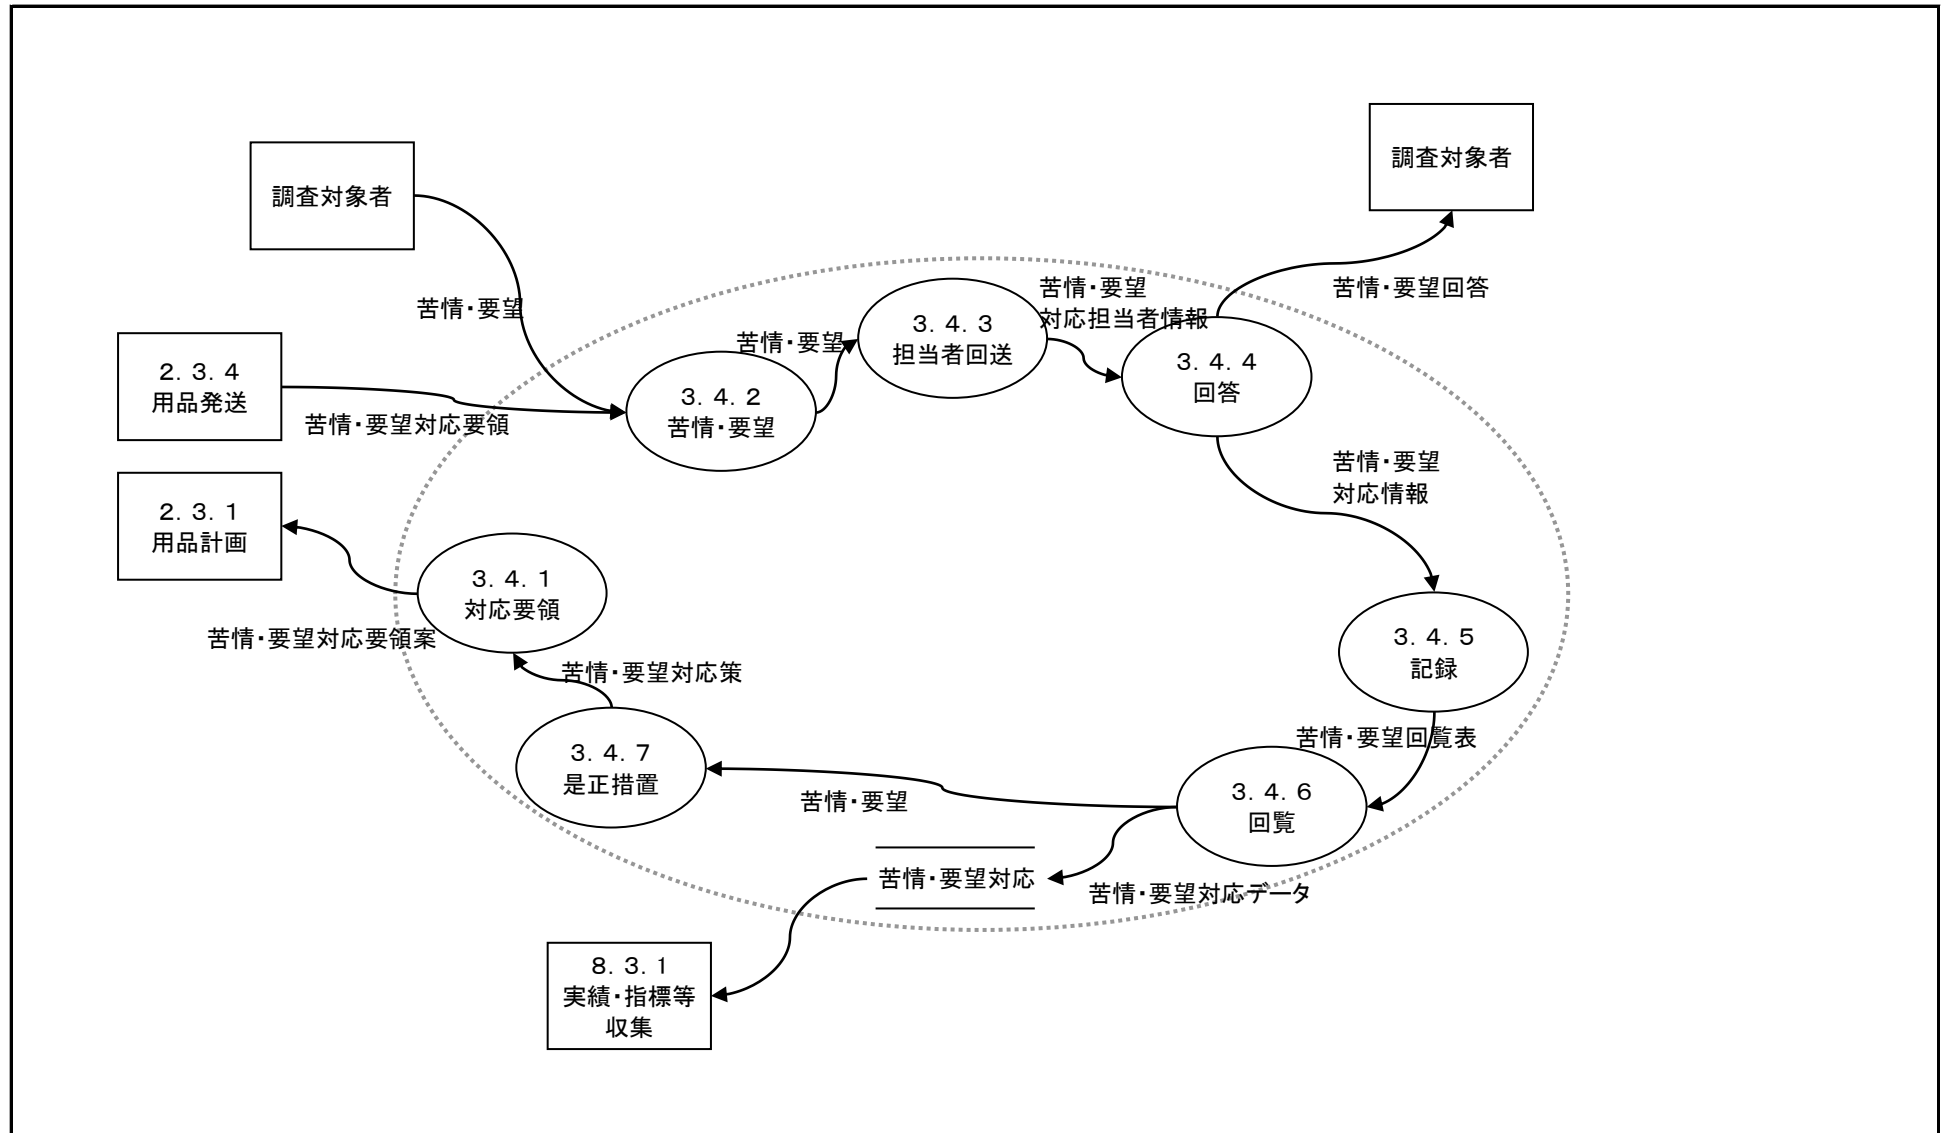 調査対象者
調査対象者
苦情・要望
苦情・要望回答
2．3．4
用品発送
苦情・要望対応要領
3．4．2
苦情・要望
苦情・要望
3．4．3
担当者回送
苦情・要望
対応担当者情報
3．4．4
回答
苦情・要望
対応情報
2．3．1
用品計画
3．4．1
対応要領
苦情・要望対応要領案
苦情・要望対応策
3．4．5
記録
苦情・要望回覧表
3．4．7
是正措置
苦情・要望
3．4．6
回覧
苦情・要望対応
苦情・要望対応データ
8．3．1
実績・指標等
収集